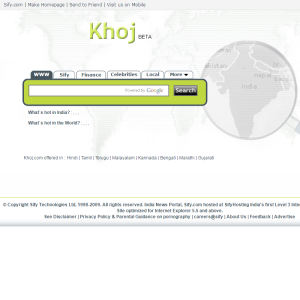 Sify.com | Make Homepage | Send to Friend | Visit us on Mobile
Khoj BETA
WWW Sify Finance Celebrities Local More
Powered by Google Search
What's hot in India? . . .
What's hot in the World? . . .
nepal
India
Khoj.com offered in : Hindi | Tamil | Telugu | Malayalam | Kannada | Bengali | Marathi | Gujarati
© Copyright Sify Technologies Ltd, 1998-2009. All rights reserved. India News Portal, Sify.com hosted at SifyHosting India's first Level 3 Inter
Site optimized for Internet Explorer 5.5 and above.
See Disclaimer | Privacy Policy & Parental Guidance on pornography | careers@sify | About Us | Feedback | Advertise